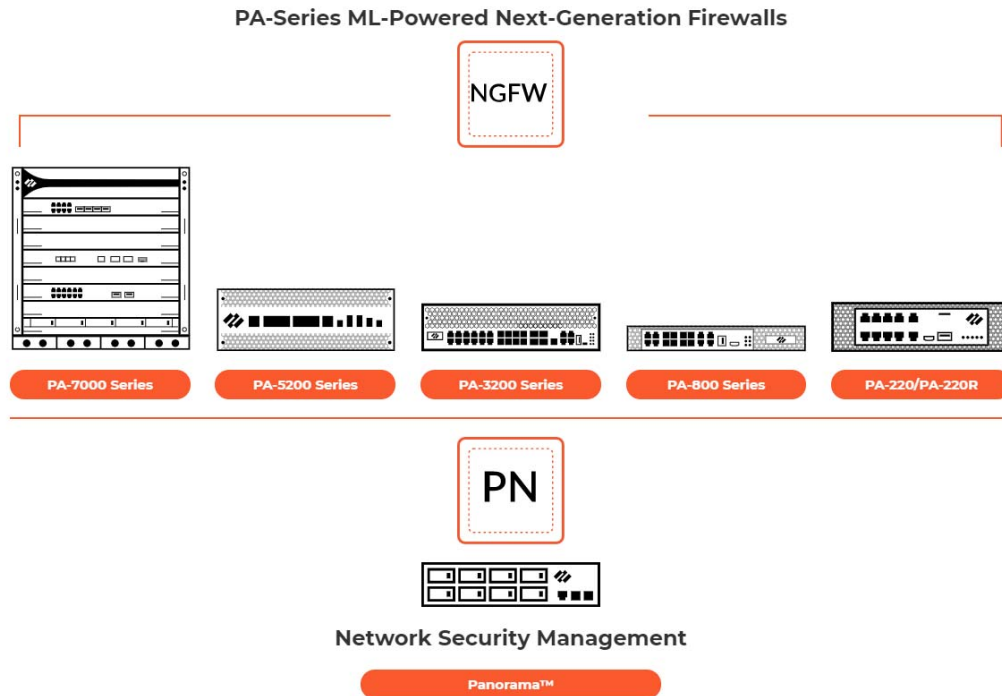 PA-Series ML-Powered Next-Generation Firewalls
NGFW
PA-7000 Series
PA-5200 Series
PA-3200 Series
PA-800 Series
PA-220/PA-220R
PN
Network Security Management
Panorama™